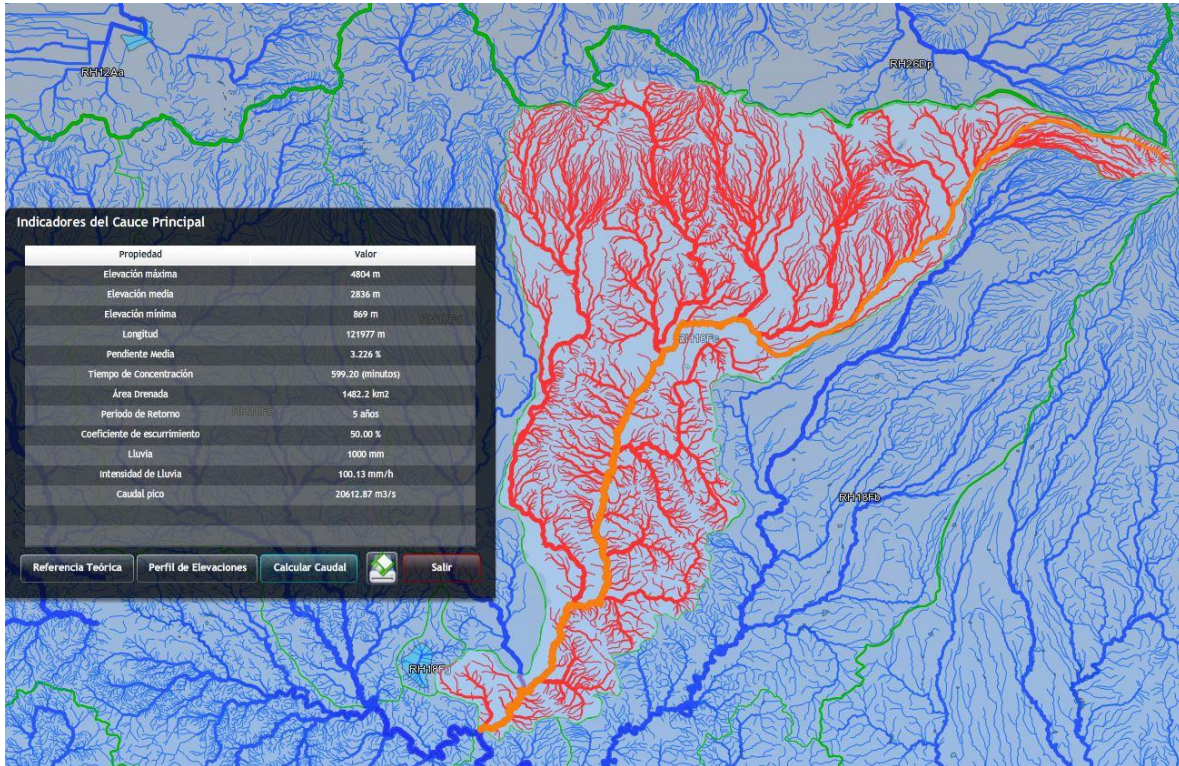 RH12Aa
RH26Dp
Indicadores del Cauce Principal
Propiedad Valor
Elevación máxima 4804 m
Elevación media 2836 m
Elevación mínima 869 m
Longitud 121977 m
Pendiente Media 3.226 %
Tiempo de Concentración 599.20 (minutos)
Área Drenada 1482.2 km2
Periodo de Retorno 5 años
Coeficiente de escurrimiento 50.00 %
Lluvia 1000 mm
Intensidad de Lluvia 100.13 mm/h
Caudal pico 20612.87 m3/s
Referencia Teórica Perfil de Elevaciones Calcular Caudal Salir
RH18Fc
RH18Fb